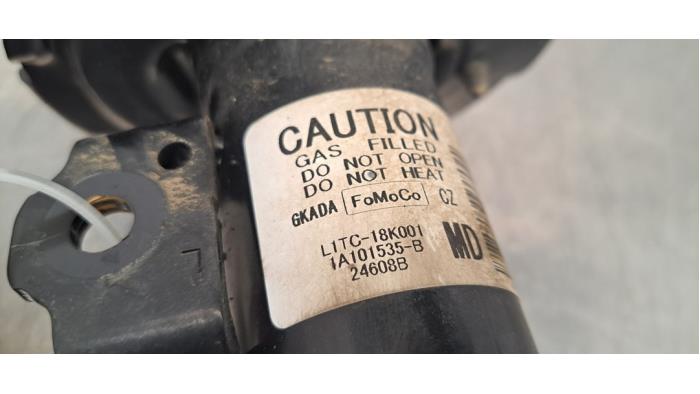 CAUTION
GAS FILLED
DO NOT OPEN
DO NOT HEAT
GKADA FoMoCo CZ
L1TC-18K001
1A101535-B
24608B
MD
L